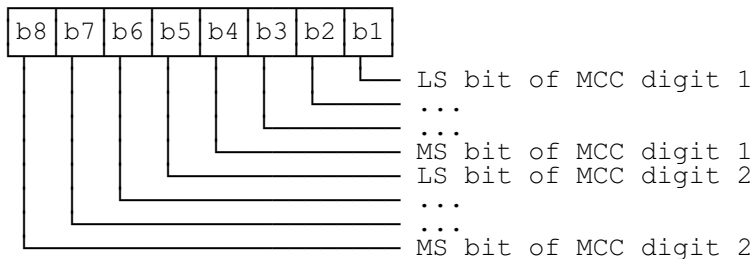 b8 b7 b6 b5 b4 b3 b2 b1
LS bit of MCC digit 1
...
...
MS bit of MCC digit 1
LS bit of MCC digit 2
...
...
MS bit of MCC digit 2